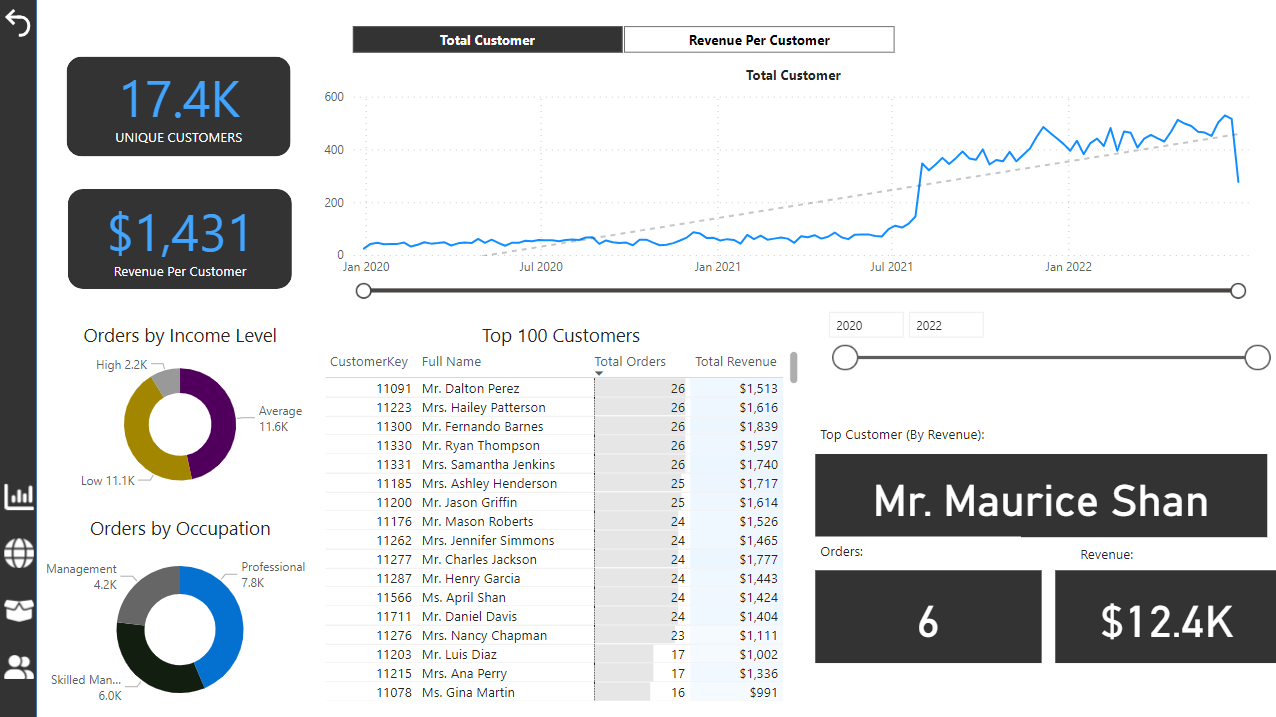 Total Customer
Revenue Per Customer
17.4K
UNIQUE CUSTOMERS
$1,431
Revenue Per Customer
Total Customer
600
400
200
0
Jan 2020
Jul 2020
Jan 2021
Jul 2021
Jan 2022
Orders by Income Level
High 2.2K
Average
11.6K
Low 11.1K
Orders by Occupation
Management
4.2K
Professional
7.8K
Skilled Man...
6.0K
Top 100 Customers
CustomerKey Full Name Total Orders Total Revenue
11091 Mr. Dalton Perez 26 $1,513
11223 Mrs. Hailey Patterson 26 $1,616
11300 Mr. Fernando Barnes 26 $1,839
11330 Mr. Ryan Thompson 26 $1,597
11331 Mrs. Samantha Jenkins 26 $1,740
11185 Mrs. Ashley Henderson 25 $1,717
11200 Mr. Jason Griffin 25 $1,614
11176 Mr. Mason Roberts 24 $1,526
11262 Mrs. Jennifer Simmons 24 $1,465
11277 Mr. Charles Jackson 24 $1,777
11287 Mr. Henry Garcia 24 $1,443
11566 Ms. April Shan 24 $1,424
11711 Mr. Daniel Davis 24 $1,404
11276 Mrs. Nancy Chapman 23 $1,111
11203 Mr. Luis Diaz 17 $1,002
11215 Mrs. Ana Perry 17 $1,336
11078 Ms. Gina Martin 16 $991
2020
2022
Top Customer (By Revenue):
Mr. Maurice Shan
Orders:
Revenue:
6
$12.4K